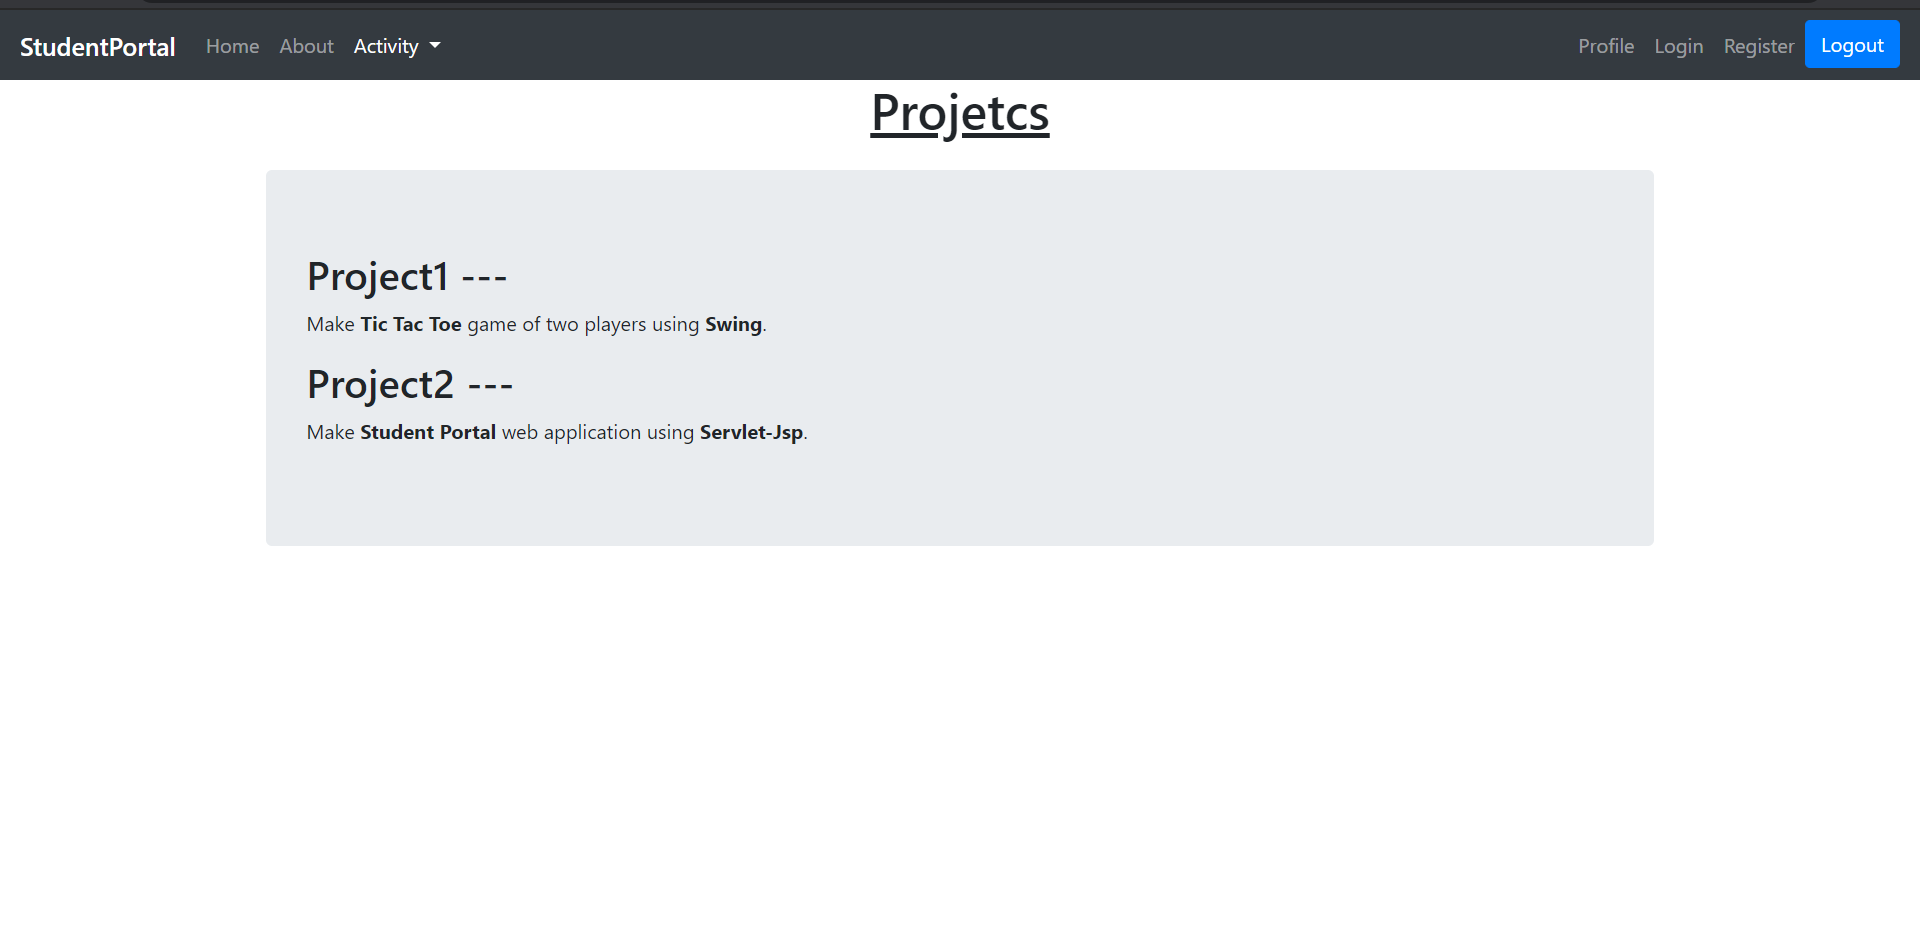 StudentPortal Home About Activity Profile Login Register Logout
Projetcs
Project1 ---
Make Tic Tac Toe game of two players using Swing.
Project2 ---
Make Student Portal web application using Servlet-Jsp.